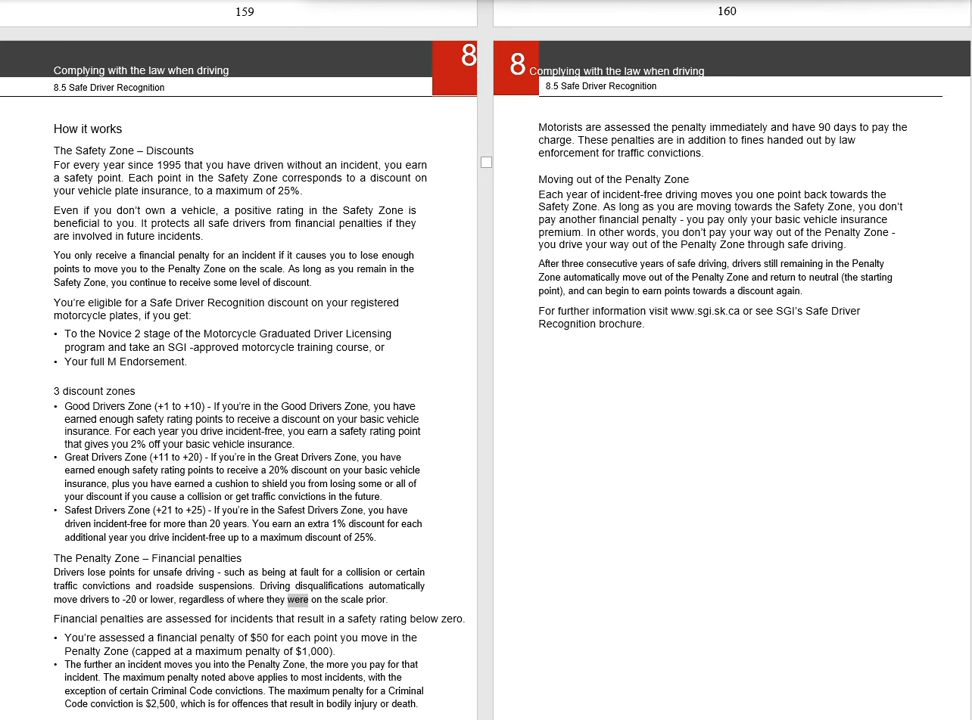 159
Complying with the law when driving
8
8.5 Safe Driver Recognition
How it works
The Safety Zone – Discounts
For every year since 1995 that you have driven without an incident, you earn
a safety point. Each point in the Safety Zone corresponds to a discount on
your vehicle plate insurance, to a maximum of 25%.
Even if you don’t own a vehicle, a positive rating in the Safety Zone is
beneficial to you. It protects all safe drivers from financial penalties if they
are involved in future incidents.
You only receive a financial penalty for an incident if it causes you to lose enough
points to move you to the Penalty Zone on the scale. As long as you remain in the
Safety Zone, you continue to receive some level of discount.
You’re eligible for a Safe Driver Recognition discount on your registered
motorcycle plates, if you get:
• To the Novice 2 stage of the Motorcycle Graduated Driver Licensing
program and take an SGI -approved motorcycle training course, or
• Your full M Endorsement.
3 discount zones
• Good Drivers Zone (+1 to +10) - If you’re in the Good Drivers Zone, you have
earned enough safety rating points to receive a discount on your basic vehicle
insurance. For each year you drive incident-free, you earn a safety rating point
that gives you 2% off your basic vehicle insurance.
• Great Drivers Zone (+11 to +20) - If you’re in the Great Drivers Zone, you have
earned enough safety rating points to receive a 20% discount on your basic vehicle
insurance, plus you have earned a cushion to shield you from losing some or all of
your discount if you cause a collision or get traffic convictions in the future.
• Safest Drivers Zone (+21 to +25) - If you’re in the Safest Drivers Zone, you have
driven incident-free for more than 20 years. You earn an extra 1% discount for each
additional year you drive incident-free up to a maximum discount of 25%.
The Penalty Zone – Financial penalties
Drivers lose points for unsafe driving - such as being at fault for a collision or certain
traffic convictions and roadside suspensions. Driving disqualifications automatically
move drivers to -20 or lower, regardless of where they were on the scale prior.
Financial penalties are assessed for incidents that result in a safety rating below zero.
• You’re assessed a financial penalty of $50 for each point you move in the
Penalty Zone (capped at a maximum penalty of $1,000).
• The further an incident moves you into the Penalty Zone, the more you pay for that
incident. The maximum penalty noted above applies to most incidents, with the
exception of certain Criminal Code convictions. The maximum penalty for a Criminal
Code conviction is $2,500, which is for offences that result in bodily injury or death.
160
8 Complying with the law when driving
8.5 Safe Driver Recognition
Motorists are assessed the penalty immediately and have 90 days to pay the
charge. These penalties are in addition to fines handed out by law
enforcement for traffic convictions.
Moving out of the Penalty Zone
Each year of incident-free driving moves you one point back towards the
Safety Zone. As long as you are moving towards the Safety Zone, you don’t
pay another financial penalty - you pay only your basic vehicle insurance
premium. In other words, you don’t pay your way out of the Penalty Zone -
you drive your way out of the Penalty Zone through safe driving.
After three consecutive years of safe driving, drivers still remaining in the Penalty
Zone automatically move out of the Penalty Zone and return to neutral (the starting
point), and can begin to earn points towards a discount again.
For further information visit www.sgi.sk.ca or see SGI’s Safe Driver
Recognition brochure.